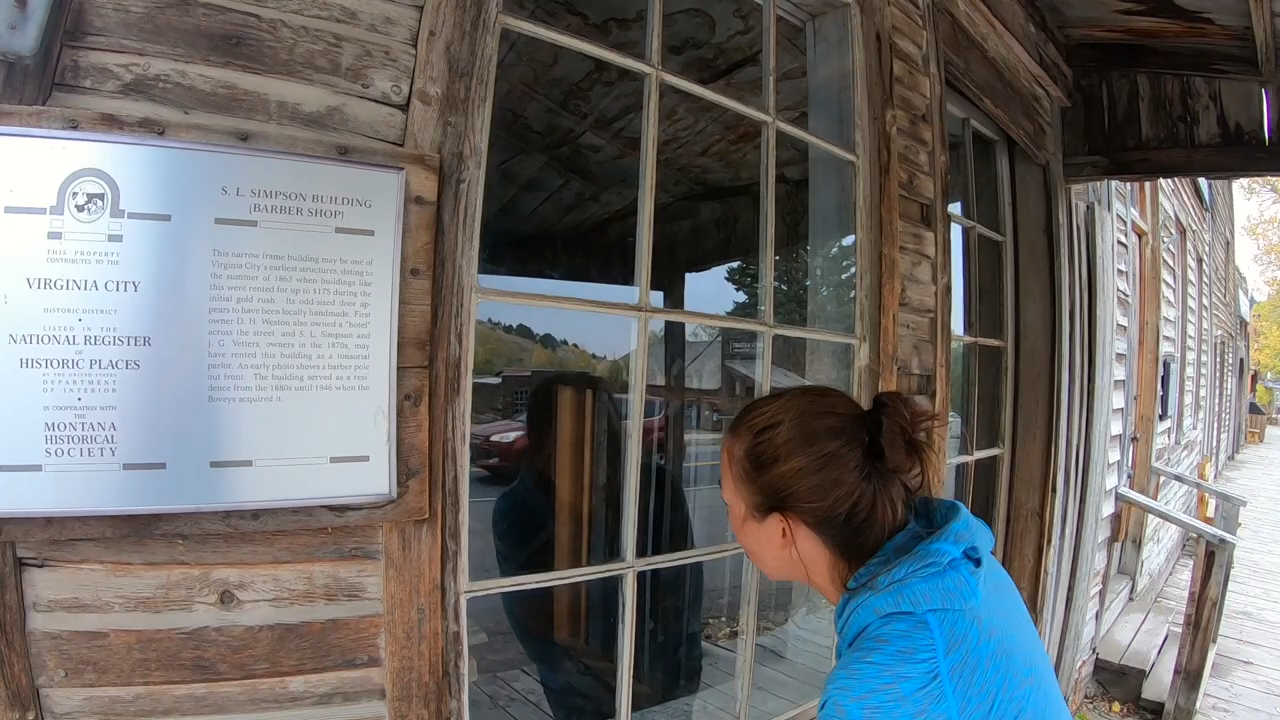 THIS PROPERTY
CONTRIBUTES TO THE
VIRGINIA CITY
HISTORIC DISTRICT
LISTED IN THE
NATIONAL REGISTER
OF
HISTORIC PLACES
BY THE UNITED STATES
DEPARTMENT
OF INTERIOR
IN COOPERATION WITH
THE
MONTANA
HISTORICAL
SOCIETY
S. L. SIMPSON BUILDING
(BARBER SHOP)
This narrow frame building may be one of
Virginia City's earliest structures, dating to
the summer of 1863 when buildings like
this were rented for up to $175 during the
initial gold rush. Its odd sized door ap-
pears to have been locally handmade. First
owner D. H. Weston also owned a "hotel"
across the street, and S. L. Simpson and
J. G. Vetters, owners in the 1870s, may
have rented this building as a tonsorial
parlor. An early photo shows a barber pole
out front. The building served as a resi-
dence from the 1880s until 1946 when the
Boveys acquired it.